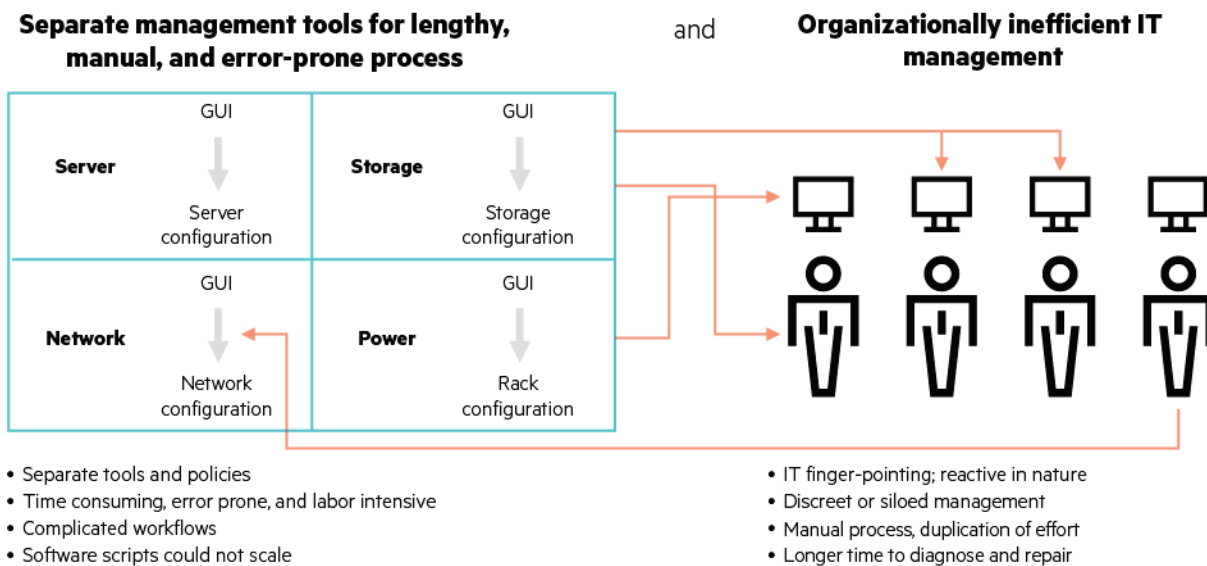 Separate management tools for lengthy,
manual, and error-prone process
and
Organizationally inefficient IT
management
GUI
Server
Server
configuration
GUI
Storage
Storage
configuration
GUI
Network
Network
configuration
GUI
Power
Rack
configuration
• Separate tools and policies
• Time consuming, error prone, and labor intensive
• Complicated workflows
• Software scripts could not scale
• IT finger-pointing; reactive in nature
• Discreet or siloed management
• Manual process, duplication of effort
• Longer time to diagnose and repair